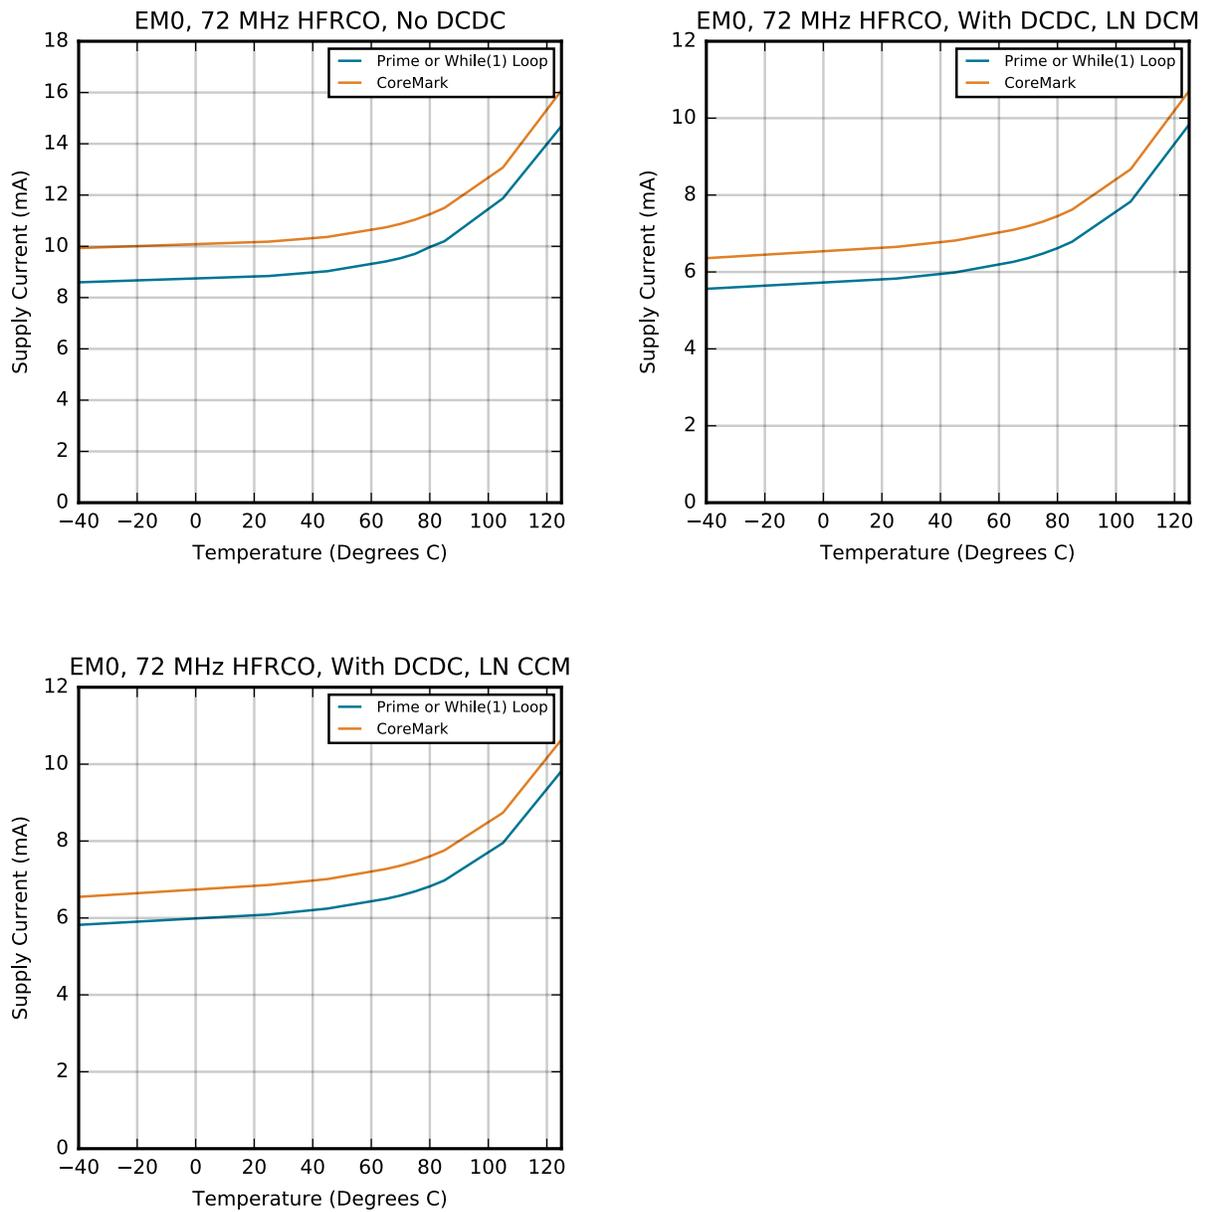 EM0, 72 MHz HFRCO, No DCDC
18
16
14
12
10
8
6
4
2
0
Supply Current (mA)
Prime or While(1) Loop
CoreMark
−40 −20 0 20 40 60 80 100 120
Temperature (Degrees C)
EM0, 72 MHz HFRCO, With DCDC, LN DCM
12
10
8
6
4
2
0
Supply Current (mA)
Prime or While(1) Loop
CoreMark
−40 −20 0 20 40 60 80 100 120
Temperature (Degrees C)
EM0, 72 MHz HFRCO, With DCDC, LN CCM
12
10
8
6
4
2
0
Supply Current (mA)
Prime or While(1) Loop
CoreMark
−40 −20 0 20 40 60 80 100 120
Temperature (Degrees C)